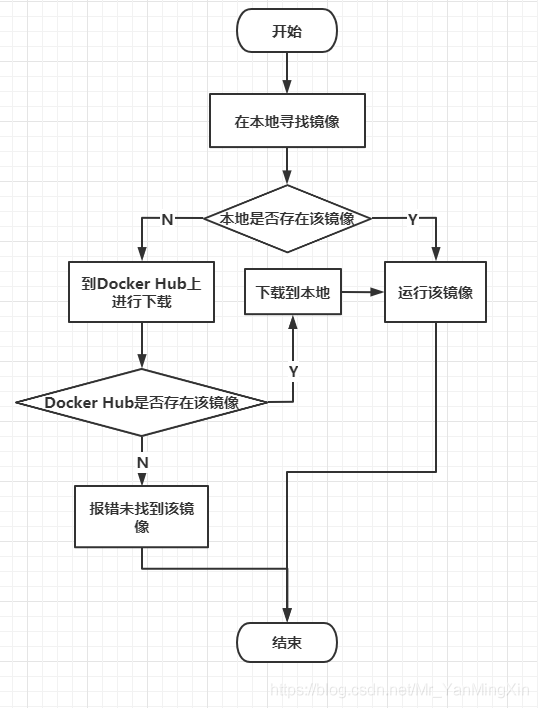 开始
在本地寻找镜像
本地是否存在该镜像
N
Y
到Docker Hub上
进行下载
下载到本地
运行该镜像
Y
Docker Hub是否存在该镜像
N
报错未找到该镜
像
结束
https://blog.csdn.net/Mr_YanMingXin